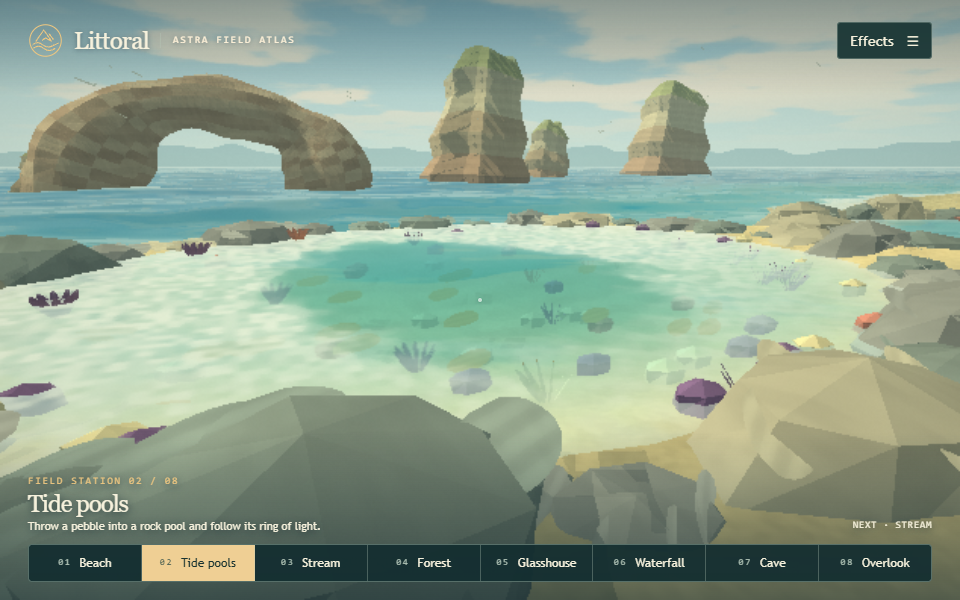 Littoral
ASTRA FIELD ATLAS
Effects
FIELD STATION 02 / 08
Tide pools
Throw a pebble into a rock pool and follow its ring of light.
NEXT · STREAM
01 Beach
02 Tide pools
03 Stream
04 Forest
05 Glasshouse
06 Waterfall
07 Cave
08 Overlook